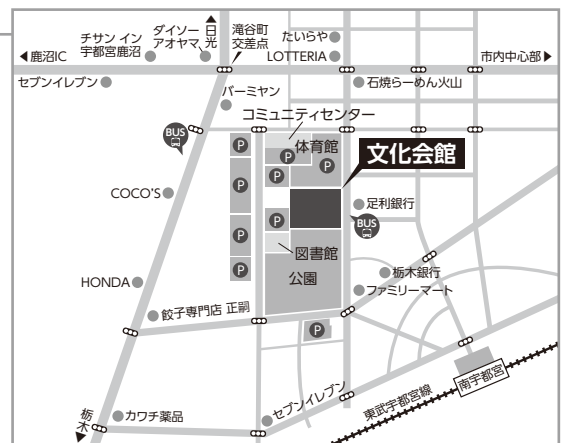 ▲日光
滝谷町
交差点
ダイソー
アオヤマ
チサン イン
宇都宮鹿沼
たいらや
LOTTERIA
◀鹿沼IC
市内中心部▶
セブンイレブン
石焼らーめん火山
バーミヤン
コミュニティセンター
BUS
P
体育館
P
P
文化会館
P
P
COCO'S
足利銀行
P
BUS
P
図書館
栃木銀行
P
公園
HONDA
ファミリーマート
餃子専門店 正嗣
P
南宇都宮
東武宇都宮線
セブンイレブン
カワチ薬品
栃木▼